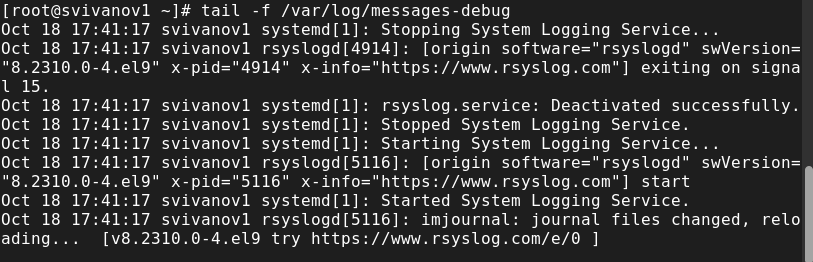 [root@svivanov1 ~]# tail -f /var/log/messages-debug
Oct 18 17:41:17 svivanov1 systemd[1]: Stopping System Logging Service...
Oct 18 17:41:17 svivanov1 rsyslogd[4914]: [origin software="rsyslogd" swVersion=
"8.2310.0-4.el9" x-pid="4914" x-info="https://www.rsyslog.com"] exiting on signa
l 15.
Oct 18 17:41:17 svivanov1 systemd[1]: rsyslog.service: Deactivated successfully.
Oct 18 17:41:17 svivanov1 systemd[1]: Stopped System Logging Service.
Oct 18 17:41:17 svivanov1 systemd[1]: Starting System Logging Service...
Oct 18 17:41:17 svivanov1 rsyslogd[5116]: [origin software="rsyslogd" swVersion=
"8.2310.0-4.el9" x-pid="5116" x-info="https://www.rsyslog.com"] start
Oct 18 17:41:17 svivanov1 systemd[1]: Started System Logging Service.
Oct 18 17:41:17 svivanov1 rsyslogd[5116]: imjournal: journal files changed, relo
ading...  [v8.2310.0-4.el9 try https://www.rsyslog.com/e/0 ]